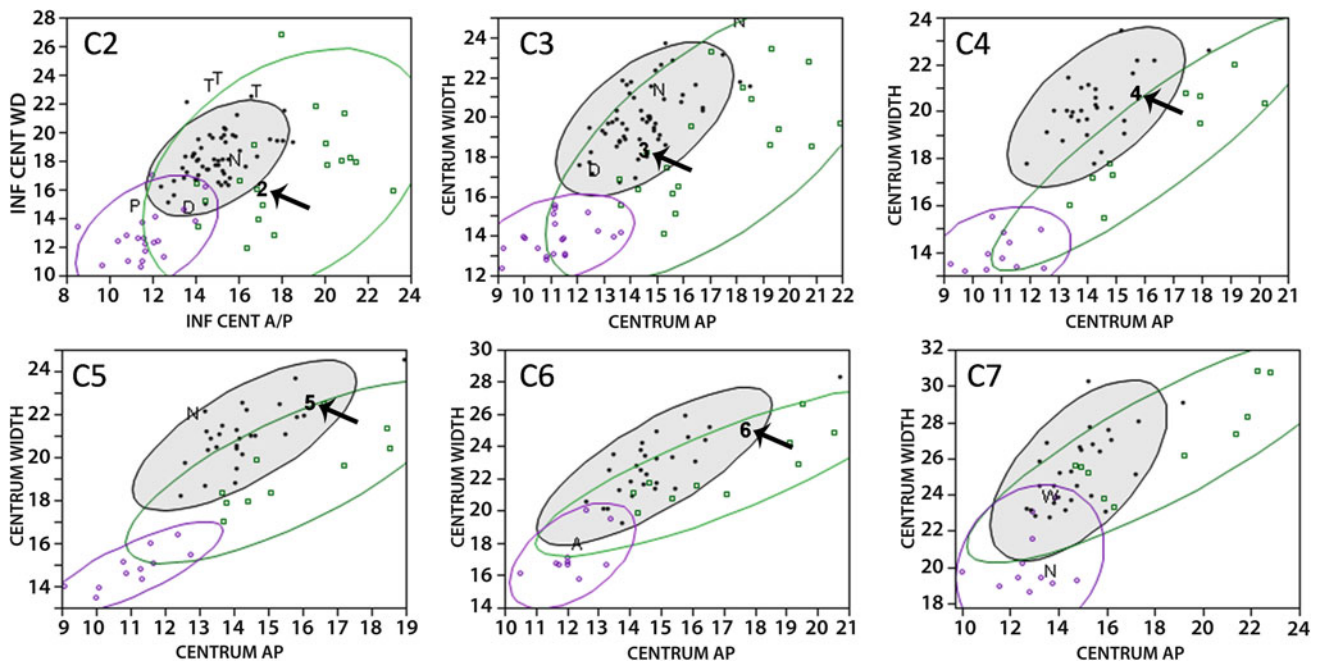 C2
28
26
24
22
20
18
16
14
12
10
INF CENT WD
T T T
N
P D
2
8 10 12 14 16 18 20 22 24
INF CENT A/P
C3
24
22
20
18
16
14
12
CENTRUM WIDTH
N
N
3
D
9 10 11 12 13 14 15 16 17 18 19 20 21 22
CENTRUM AP
C4
24
22
20
18
16
14
CENTRUM WIDTH
4
9 10 11 12 13 14 15 16 17 18 19 20 21
CENTRUM AP
C5
24
22
20
18
16
14
CENTRUM WIDTH
N
5
9 10 11 12 13 14 15 16 17 18 19
CENTRUM AP
C6
30
28
26
24
22
20
18
16
14
CENTRUM WIDTH
6
A
10 11 12 13 14 15 16 17 18 19 20 21
CENTRUM AP
C7
32
30
28
26
24
22
20
18
CENTRUM WIDTH
W
N
10 12 14 16 18 20 22 24
CENTRUM AP